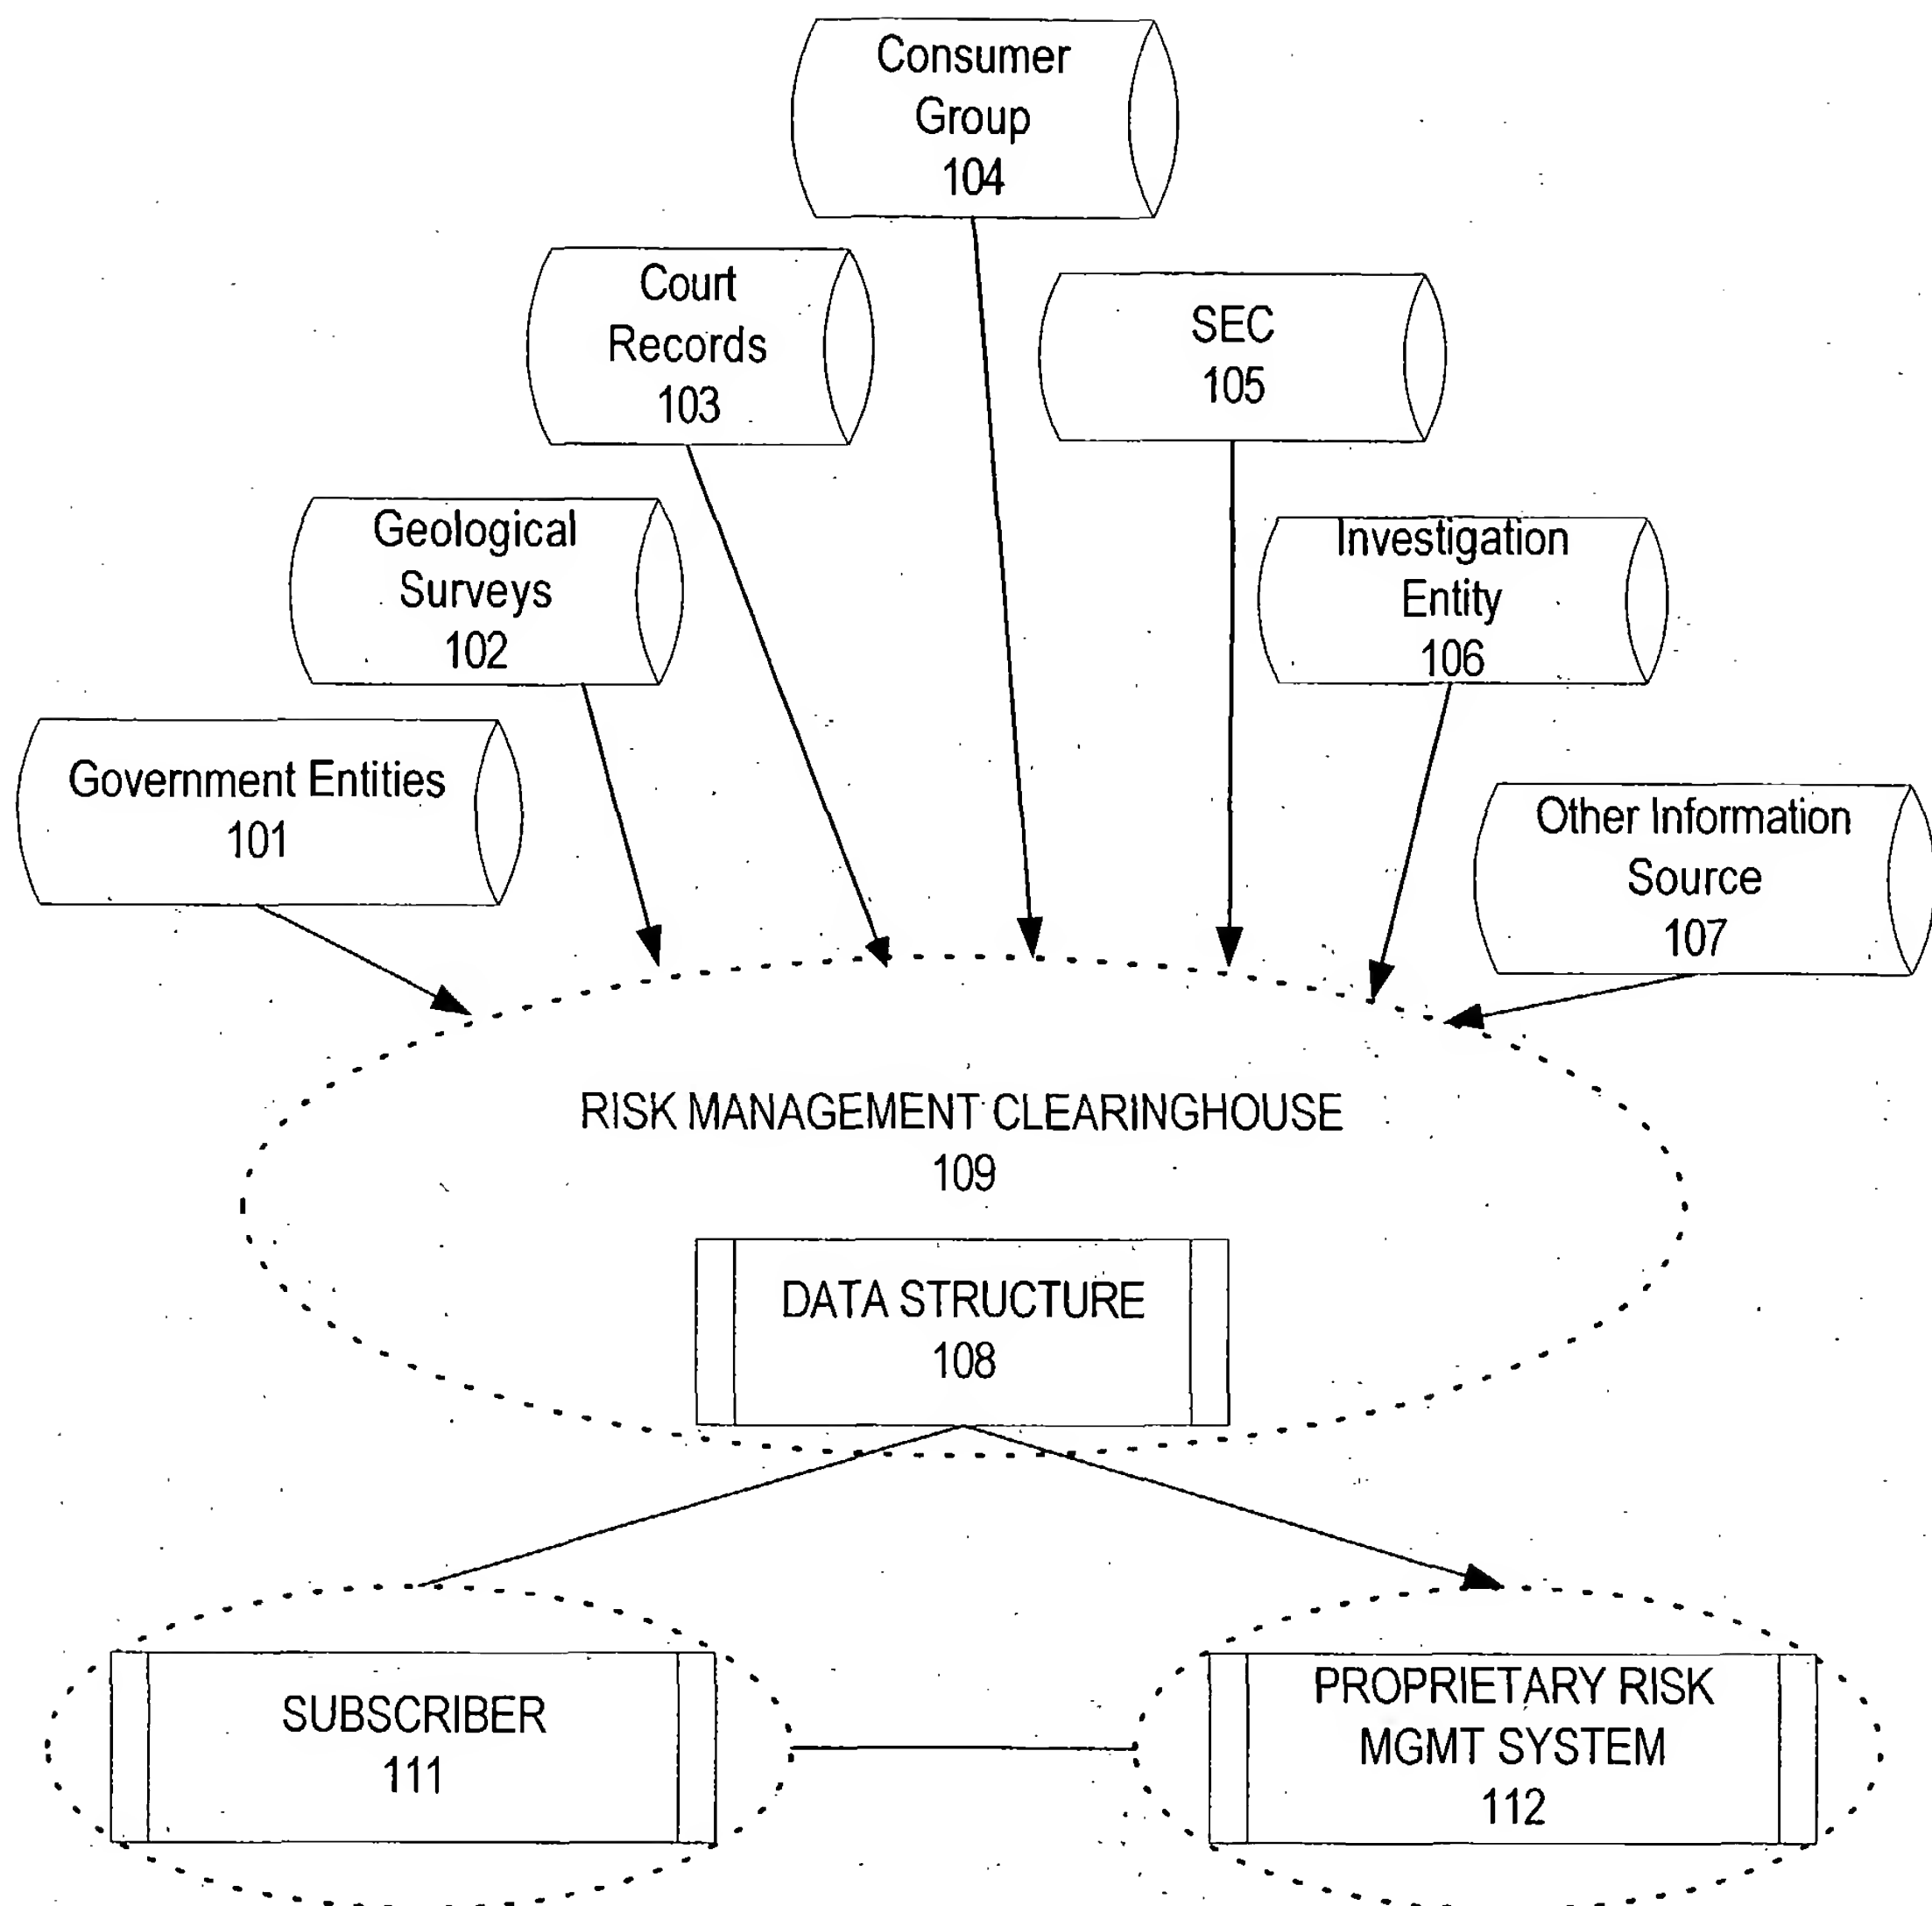 Consumer
Group
104
Court
Records
103
SEC
105
Geological
Surveys
102
Investigation
Entity
106
Government Entities
101
Other Information
Source
107
RISK MANAGEMENT CLEARINGHOUSE
109
DATA STRUCTURE
108
SUBSCRIBER
111
PROPRIETARY RISK
MGMT SYSTEM
112